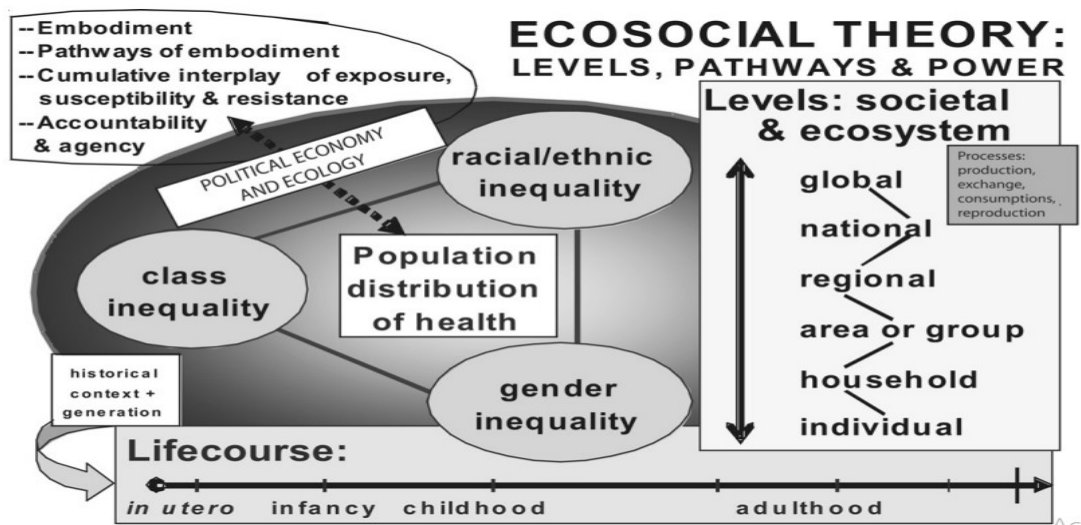 ECOSOCIAL THEORY:
LEVELS, PATHWAYS & POWER
--Embodiment
--Pathways of embodiment
--Cumulative interplay of exposure,
susceptibility & resistance
--Accountability
& agency
POLITICAL ECONOMY
AND ECOLOGY
racial/ethnic
inequality
class
inequality
Population
distribution
of health
gender
inequality
Levels: societal
& ecosystem
global
national
regional
area or group
household
individual
Processes:
production,
exchange,
consumptions,
reproduction
historical
context +
generation
Lifecourse:
in utero infancy childhood adulthood